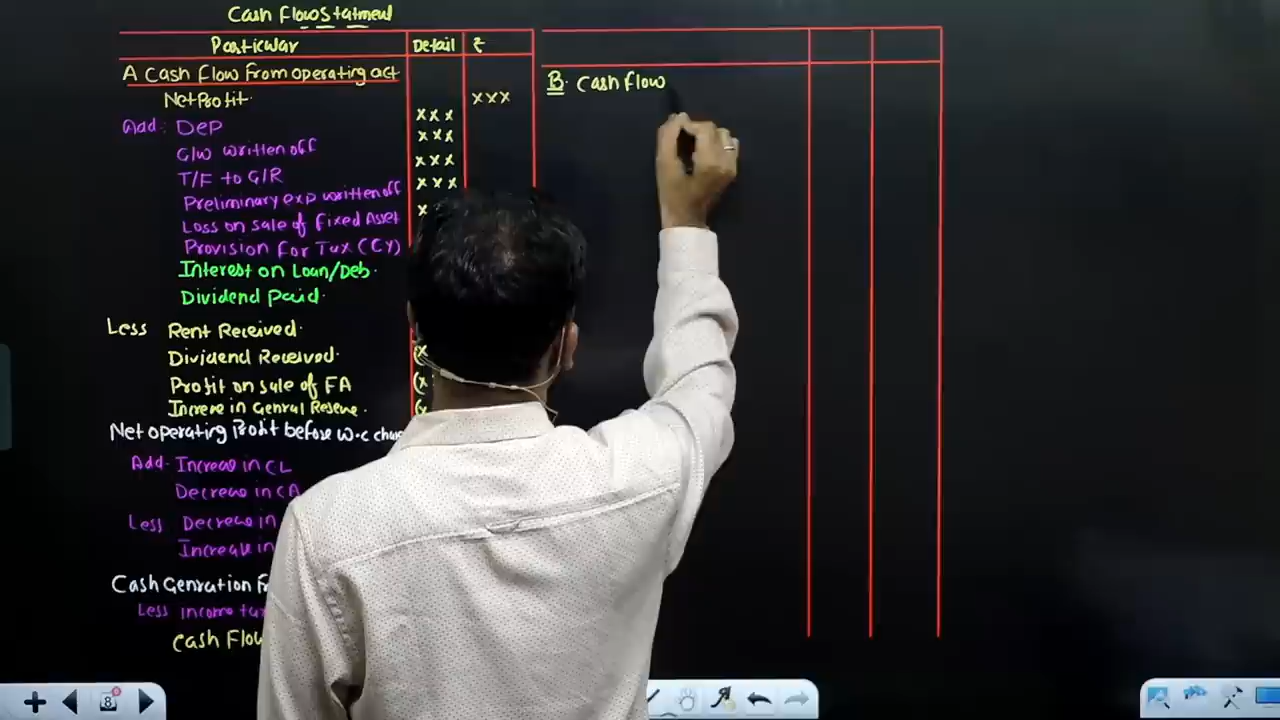 Cash Flow Statment
Particular Detail ₹
A Cash Flow From operating act
Net Profit xxx
Add: Dep xxx
G/w written off xxx
T/F to G/R xxx
Preliminary exp written off xxx
Loss on sale of Fixed Asset x
Provision For Tax (CY)
Interest on Loan/Deb.
Dividend Paid.
Less Rent Received.
Dividend Received. (x
Profit on sale of FA (x
Increse in Genral Reserve. (x
Net operating Profit before w.c
Add. Increase in CL
Decrease in CA
Less Decrease in
Increase in
Cash Genration
Less income tax
Cash Flow
B. Cash flow
8